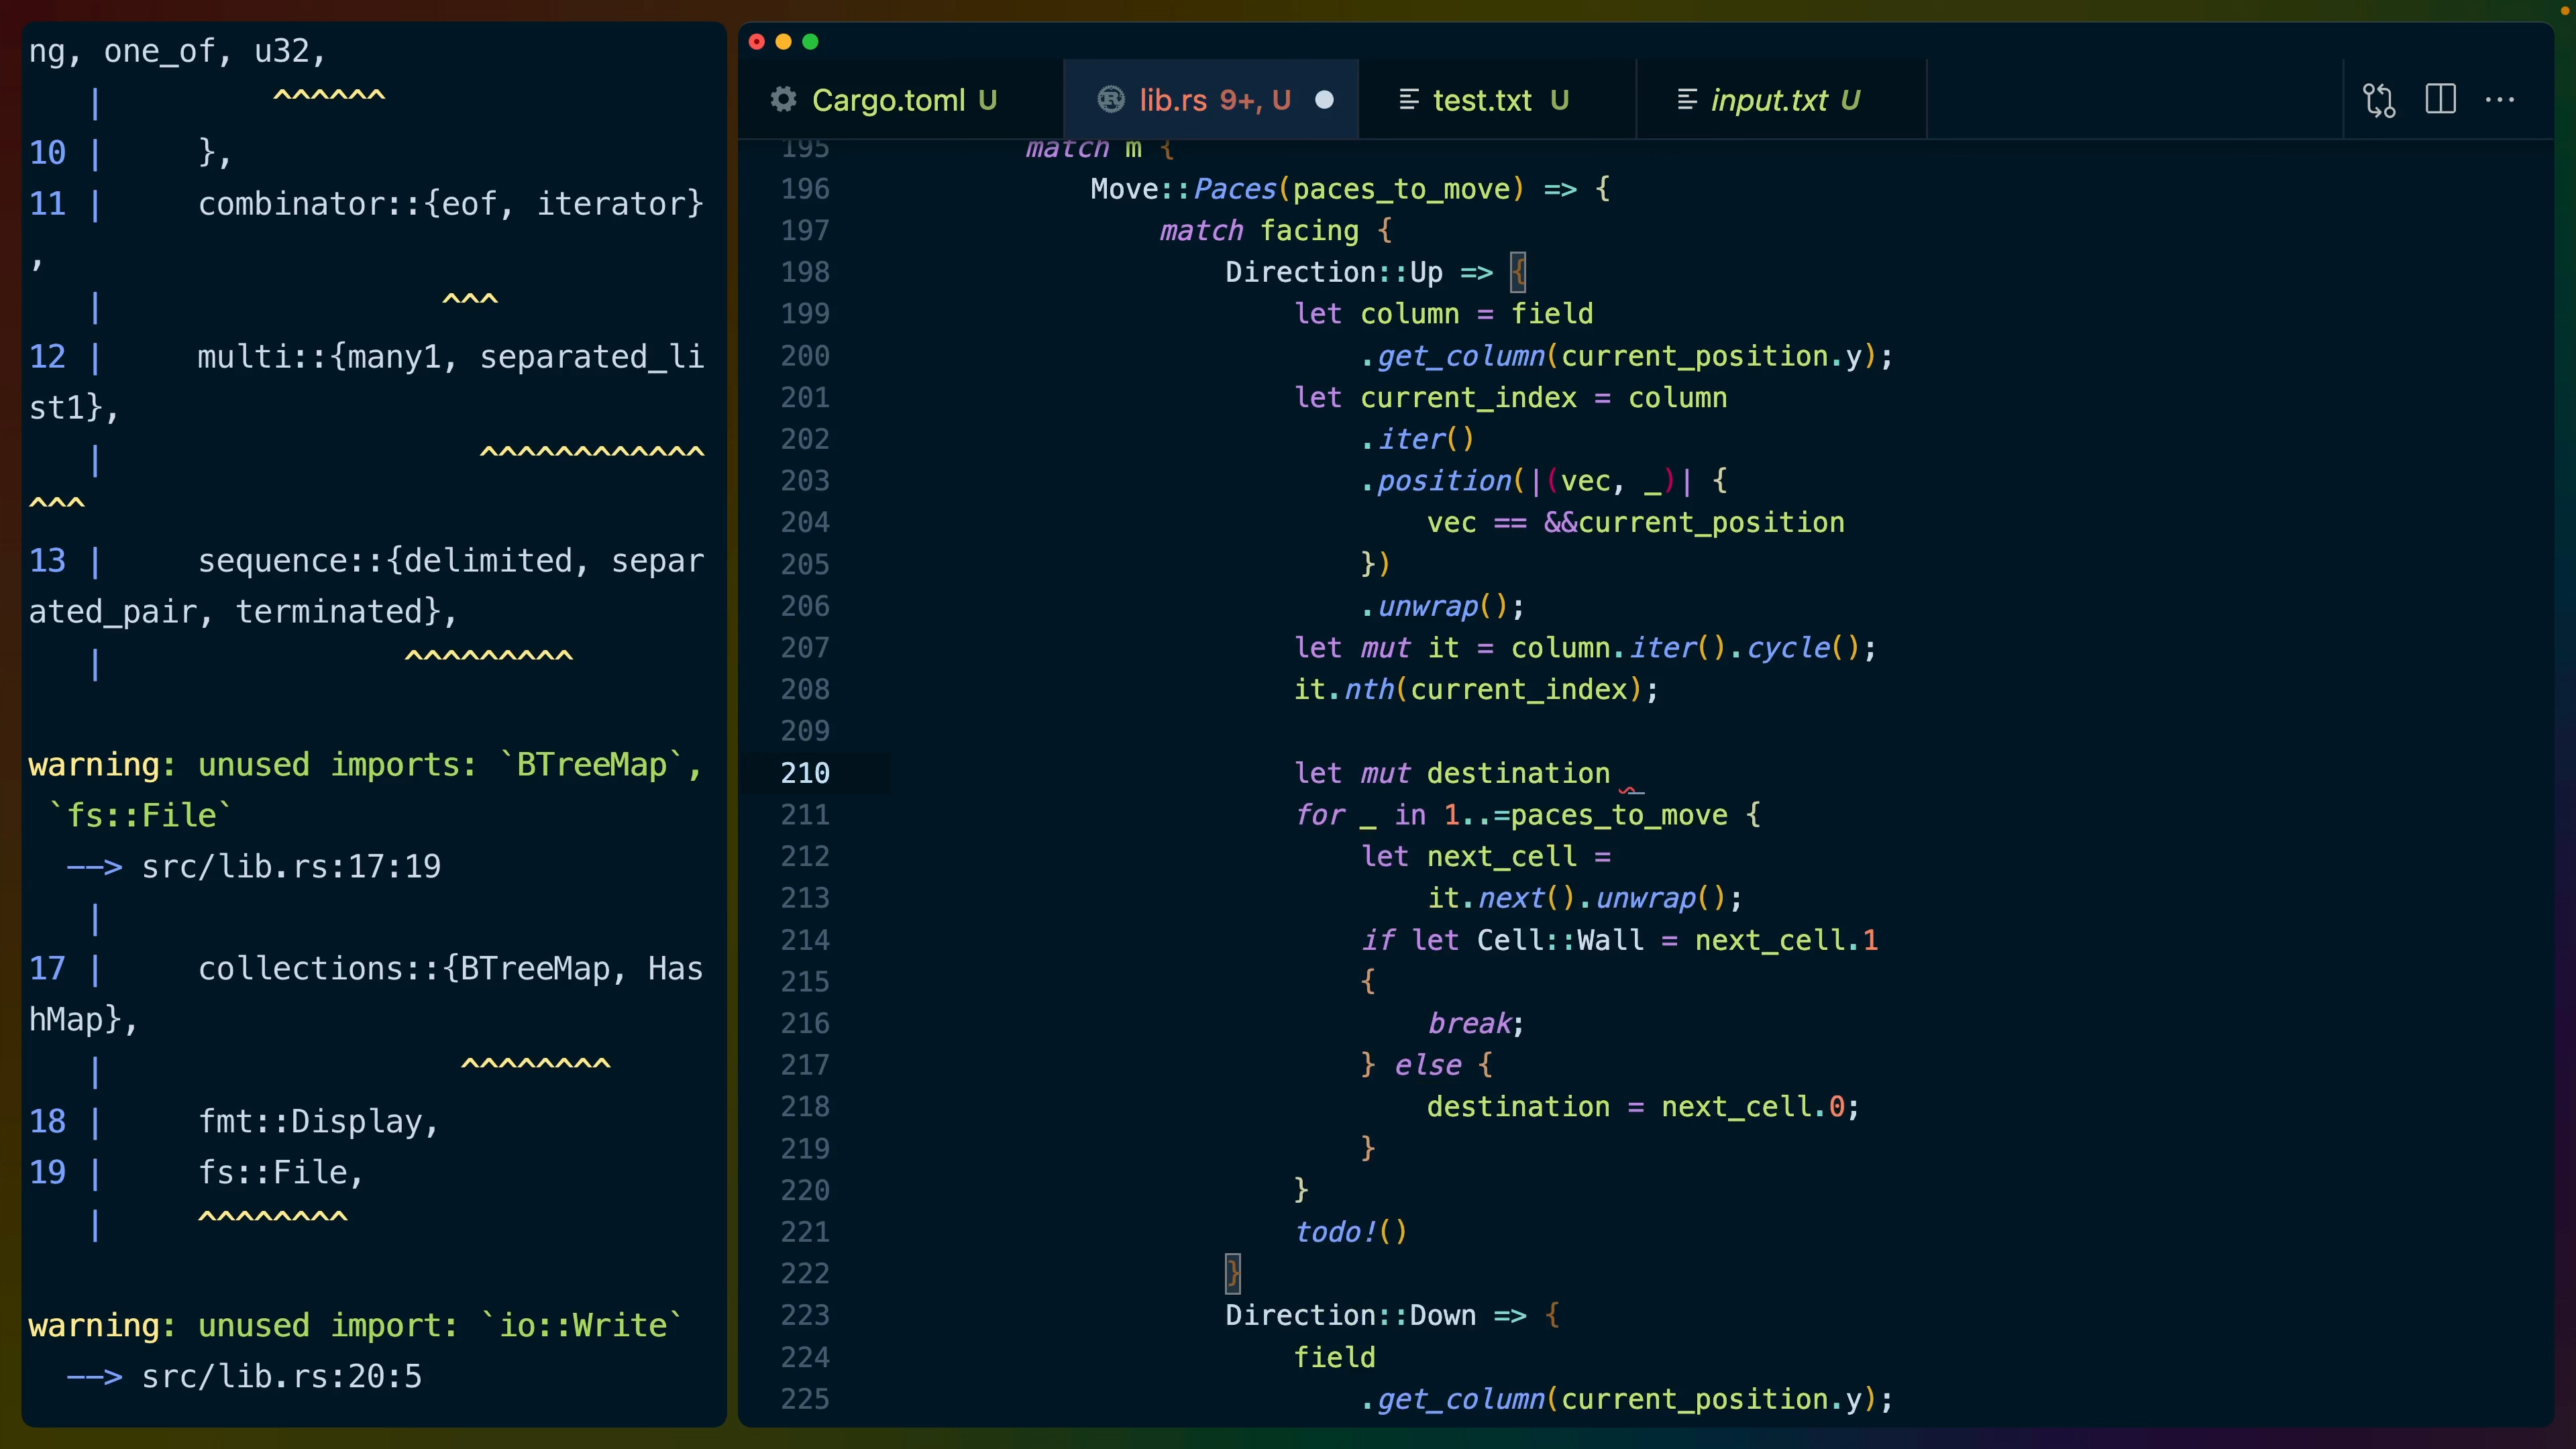 ng, one_of, u32,
   |         ^^^^^^
10 |     },
11 |     combinator::{eof, iterator}
,
   |                  ^^^
12 |     multi::{many1, separated_li
st1},
   |                    ^^^^^^^^^^^^
^^^
13 |     sequence::{delimited, separ
ated_pair, terminated},
   |                ^^^^^^^^^
warning: unused imports: `BTreeMap`,
 `fs::File`
  --> src/lib.rs:17:19
   |
17 |     collections::{BTreeMap, Has
hMap},
   |                   ^^^^^^^^
18 |     fmt::Display,
19 |     fs::File,
   |     ^^^^^^^^
warning: unused import: `io::Write`
  --> src/lib.rs:20:5
Cargo.toml U
lib.rs 9+, U
test.txt U
input.txt U
195 match m {
196 Move::Paces(paces_to_move) => {
197 match facing {
198 Direction::Up => {
199 let column = field
200 .get_column(current_position.y);
201 let current_index = column
202 .iter()
203 .position(|(vec, _)| {
204 vec == &&current_position
205 })
206 .unwrap();
207 let mut it = column.iter().cycle();
208 it.nth(current_index);
209
210 let mut destination
211 for _ in 1..=paces_to_move {
212 let next_cell =
213 it.next().unwrap();
214 if let Cell::Wall = next_cell.1
215 {
216 break;
217 } else {
218 destination = next_cell.0;
219 }
220 }
221 todo!()
222 }
223 Direction::Down => {
224 field
225 .get_column(current_position.y);